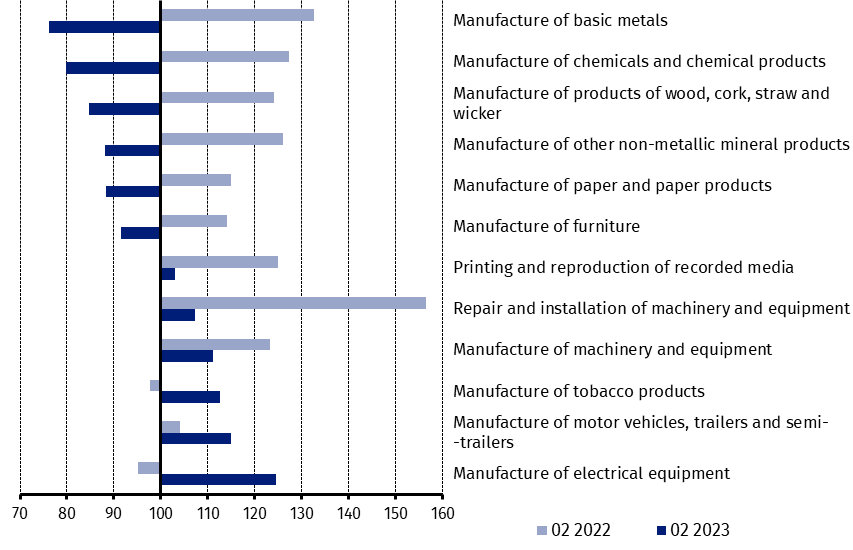 Manufacture of basic metals
Manufacture of chemicals and chemical products
Manufacture of products of wood, cork, straw and
wicker
Manufacture of other non-metallic mineral products
Manufacture of paper and paper products
Manufacture of furniture
Printing and reproduction of recorded media
Repair and installation of machinery and equipment
Manufacture of machinery and equipment
Manufacture of tobacco products
Manufacture of motor vehicles, trailers and semi-
-trailers
Manufacture of electrical equipment
70 80 90 100 110 120 130 140 150 160
02 2022 02 2023